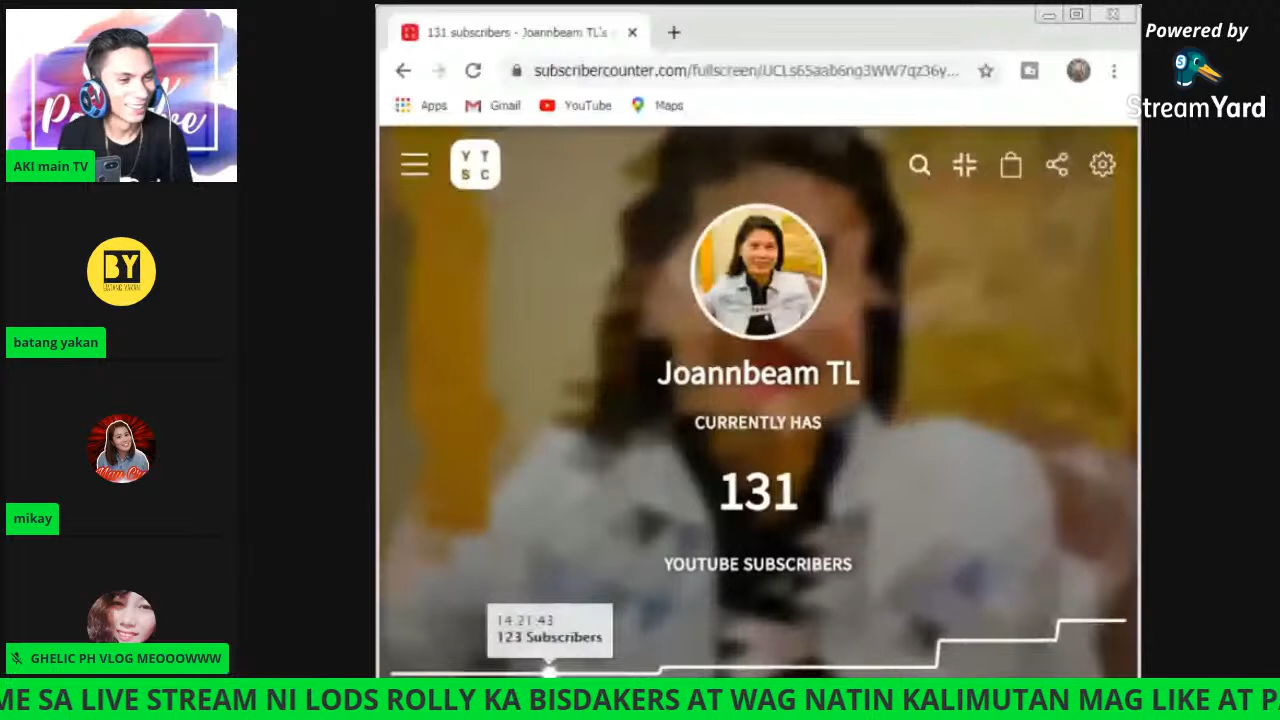 AKI main TV
BY
batang yakan
mikay
GHELIC PH VLOG MEOOOWWW
131 subscribers - Joannbeam TL's
subscribercounter.com/fullscreen/UCLs65aab6ng3WW7qz36y...
Apps
Gmail
YouTube
Maps
Y T
S C
Joannbeam TL
CURRENTLY HAS
131
YOUTUBE SUBSCRIBERS
14:21:43
123 Subscribers
Powered by
StreamYard
ME SA LIVE STREAM NI LODS ROLLY KA BISDAKERS AT WAG NATIN KALIMUTAN MAG LIKE AT